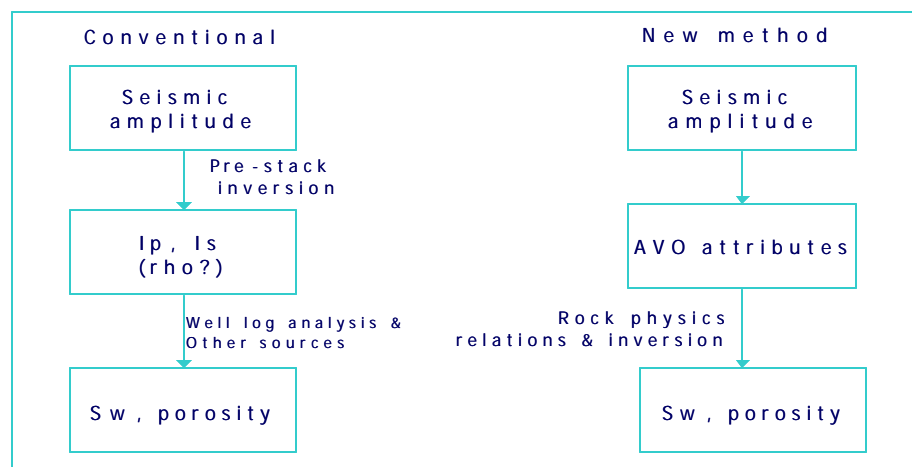 Conventional
Seismic
amplitude
Pre-stack
inversion
Ip, Is
(rho?)
Well log analysis &
Other sources
Sw, porosity
New method
Seismic
amplitude
AVO attributes
Rock physics
relations & inversion
Sw, porosity